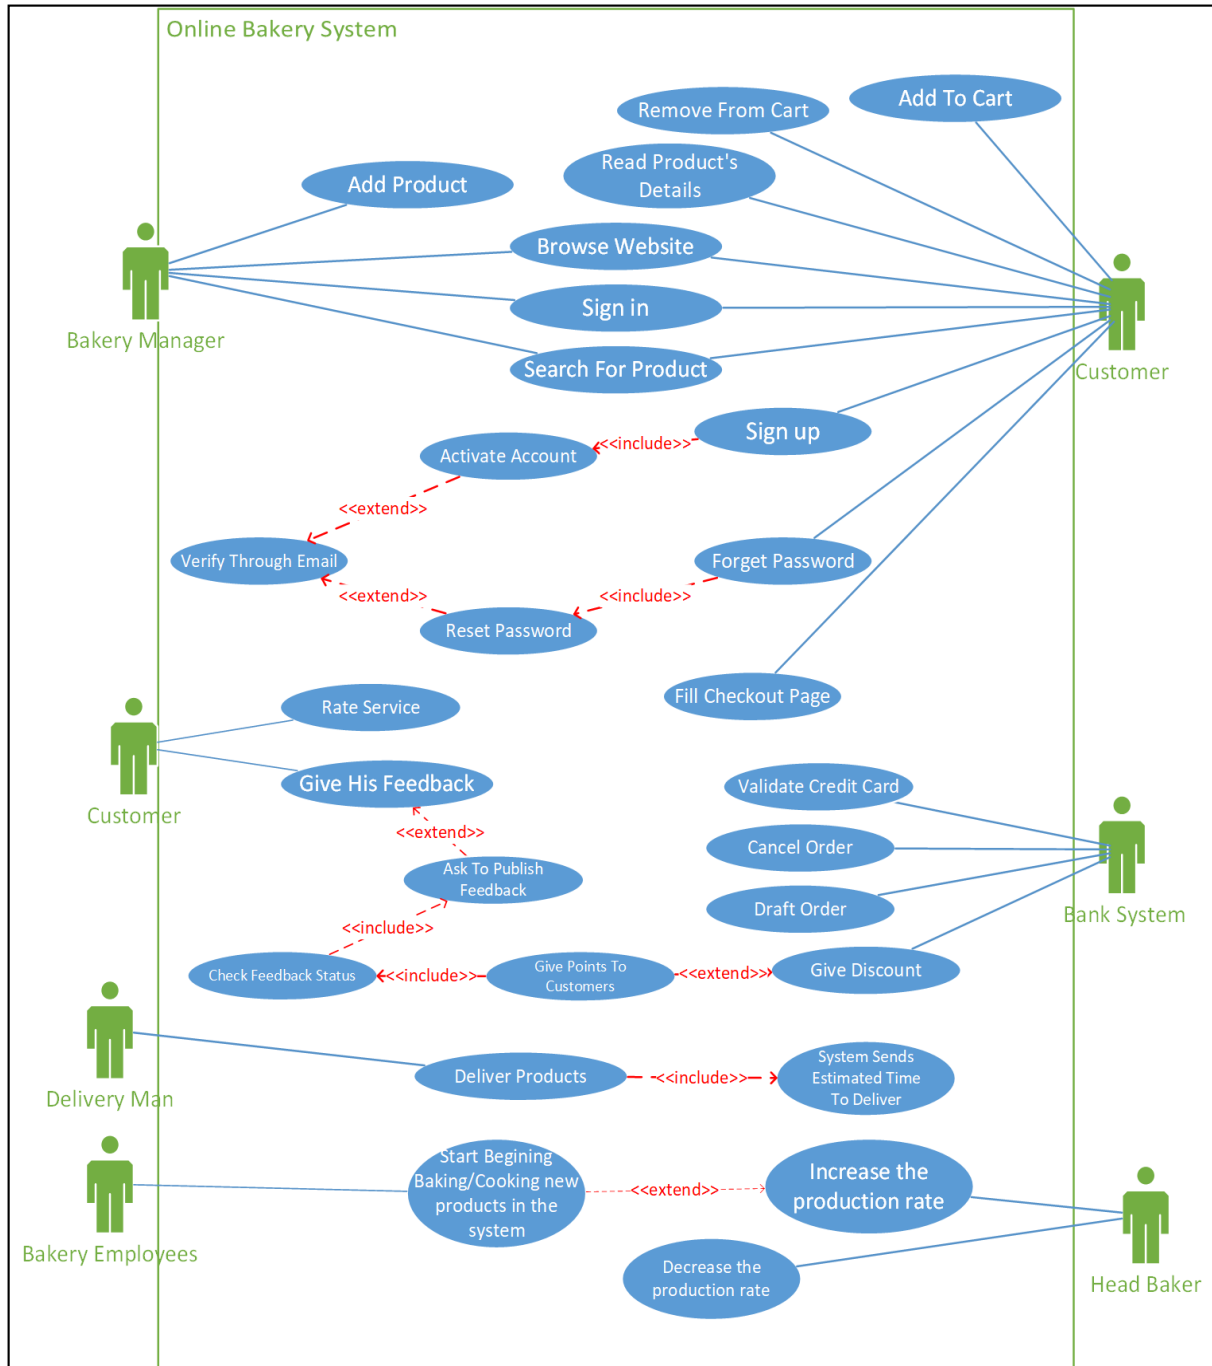 Online Bakery System
Add To Cart
Remove From Cart
Read Product's
Details
Add Product
Browse Website
Sign in
Bakery Manager
Search For Product
Customer
Sign up
<<include>>
Activate Account
<<extend>>
Verify Through Email
Forget Password
<<extend>>
<<include>>
Reset Password
Fill Checkout Page
Rate Service
Give His Feedback
Validate Credit Card
Customer
<<extend>>
Cancel Order
Ask To Publish
Feedback
Draft Order
Bank System
<<include>>
Check Feedback Status
<<include>>
Give Points To
Customers
<<extend>>
Give Discount
Deliver Products
<<include>>
System Sends
Estimated Time
To Deliver
Delivery Man
Start Begining
Baking/Cooking new
products in the
system
<<extend>>
Increase the
production rate
Bakery Employees
Decrease the
production rate
Head Baker